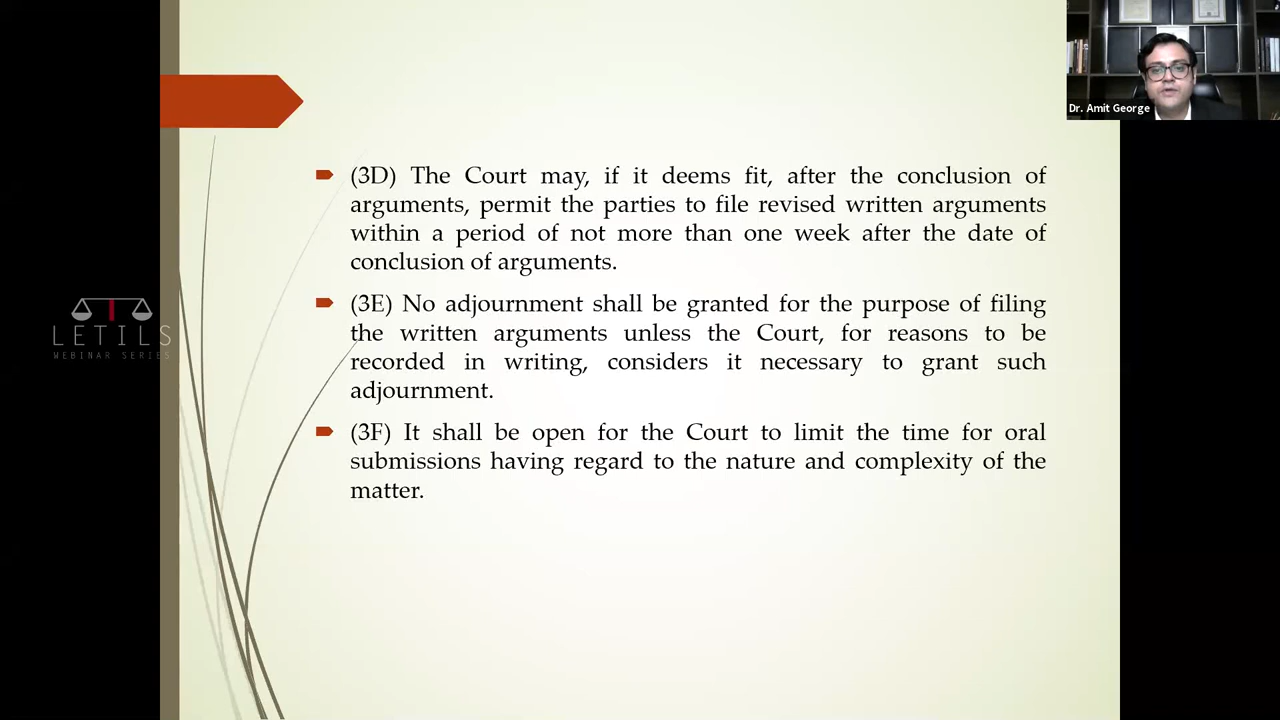 Dr. Amit George
(3D) The Court may, if it deems fit, after the conclusion of
arguments, permit the parties to file revised written arguments
within a period of not more than one week after the date of
conclusion of arguments.
(3E) No adjournment shall be granted for the purpose of filing
the written arguments unless the Court, for reasons to be
recorded in writing, considers it necessary to grant such
adjournment.
(3F) It shall be open for the Court to limit the time for oral
submissions having regard to the nature and complexity of the
matter.
LETILS
WEBINAR SERIES